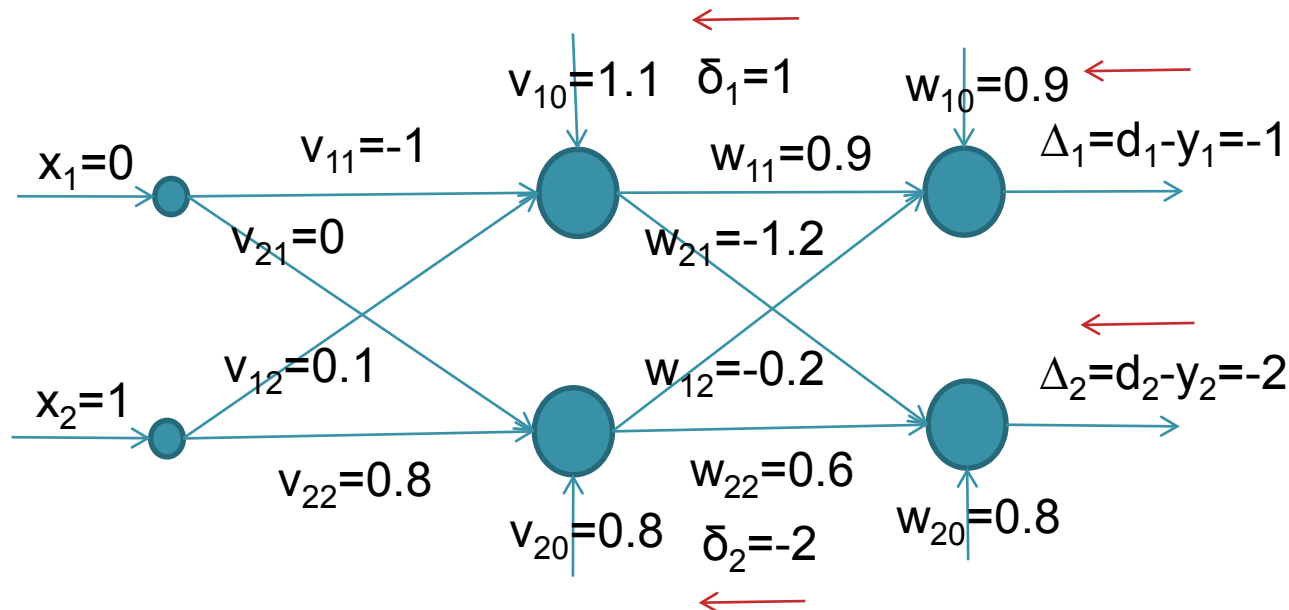 v₁₀=1.1
δ₁=1
w₁₀=0.9
x₁=0
v₁₁=-1
w₁₁=0.9
Δ₁=d₁-y₁=-1
v₂₁=0
w₂₁=-1.2
v₁₂=0.1
w₁₂=-0.2
x₂=1
Δ₂=d₂-y₂=-2
v₂₂=0.8
w₂₂=0.6
v₂₀=0.8
δ₂=-2
w₂₀=0.8